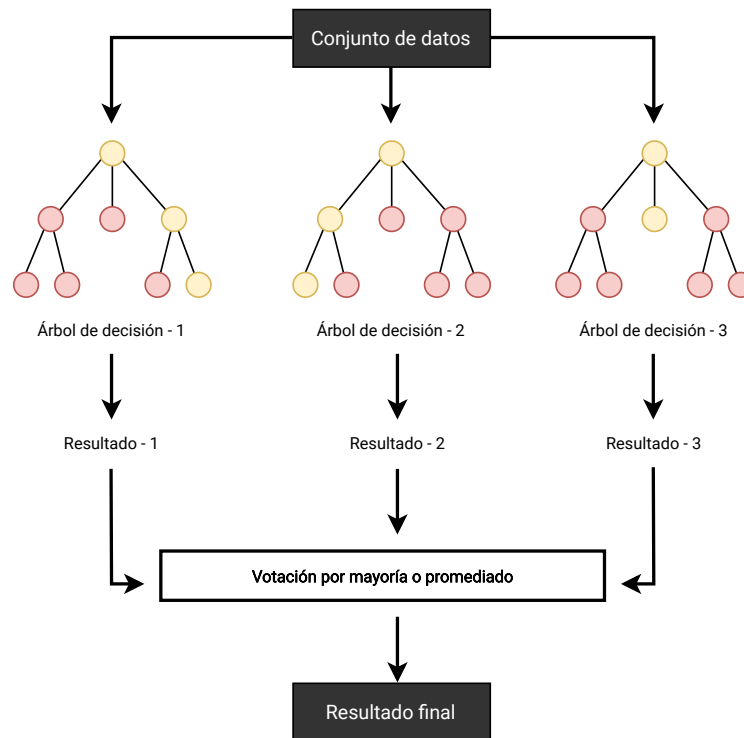 Conjunto de datos
Árbol de decisión - 1
Árbol de decisión - 2
Árbol de decisión - 3
Resultado - 1
Resultado - 2
Resultado - 3
Votación por mayoría o promediado
Resultado final